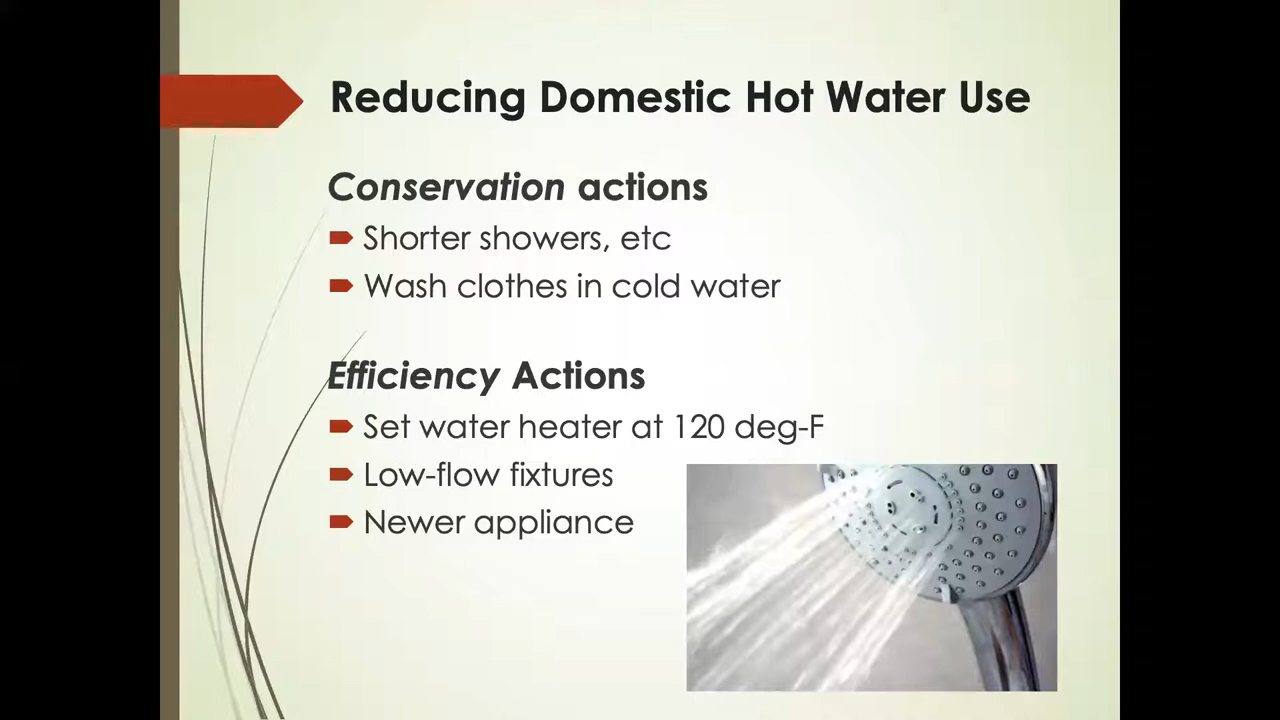 Reducing Domestic Hot Water Use
Conservation actions
Shorter showers, etc
Wash clothes in cold water
Efficiency Actions
Set water heater at 120 deg-F
Low-flow fixtures
Newer appliance